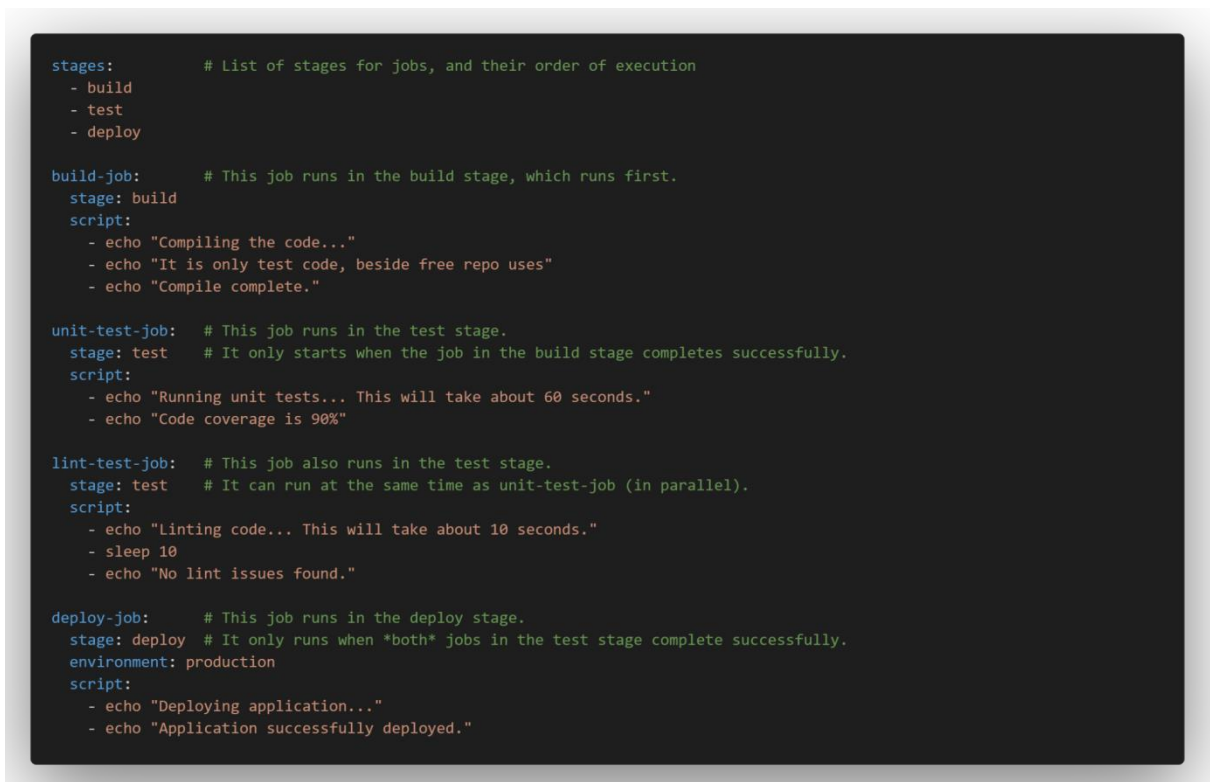 stages:            # List of stages for jobs, and their order of execution
  - build
  - test
  - deploy

build-job:        # This job runs in the build stage, which runs first.
  stage: build
  script:
    - echo "Compiling the code..."
    - echo "It is only test code, beside free repo uses"
    - echo "Compile complete."

unit-test-job:   # This job runs in the test stage.
  stage: test    # It only starts when the job in the build stage completes successfully.
  script:
    - echo "Running unit tests... This will take about 60 seconds."
    - echo "Code coverage is 90%"

lint-test-job:   # This job also runs in the test stage.
  stage: test    # It can run at the same time as unit-test-job (in parallel).
  script:
    - echo "Linting code... This will take about 10 seconds."
    - sleep 10
    - echo "No lint issues found."

deploy-job:       # This job runs in the deploy stage.
  stage: deploy  # It only runs when *both* jobs in the test stage complete successfully.
  environment: production
  script:
    - echo "Deploying application..."
    - echo "Application successfully deployed."